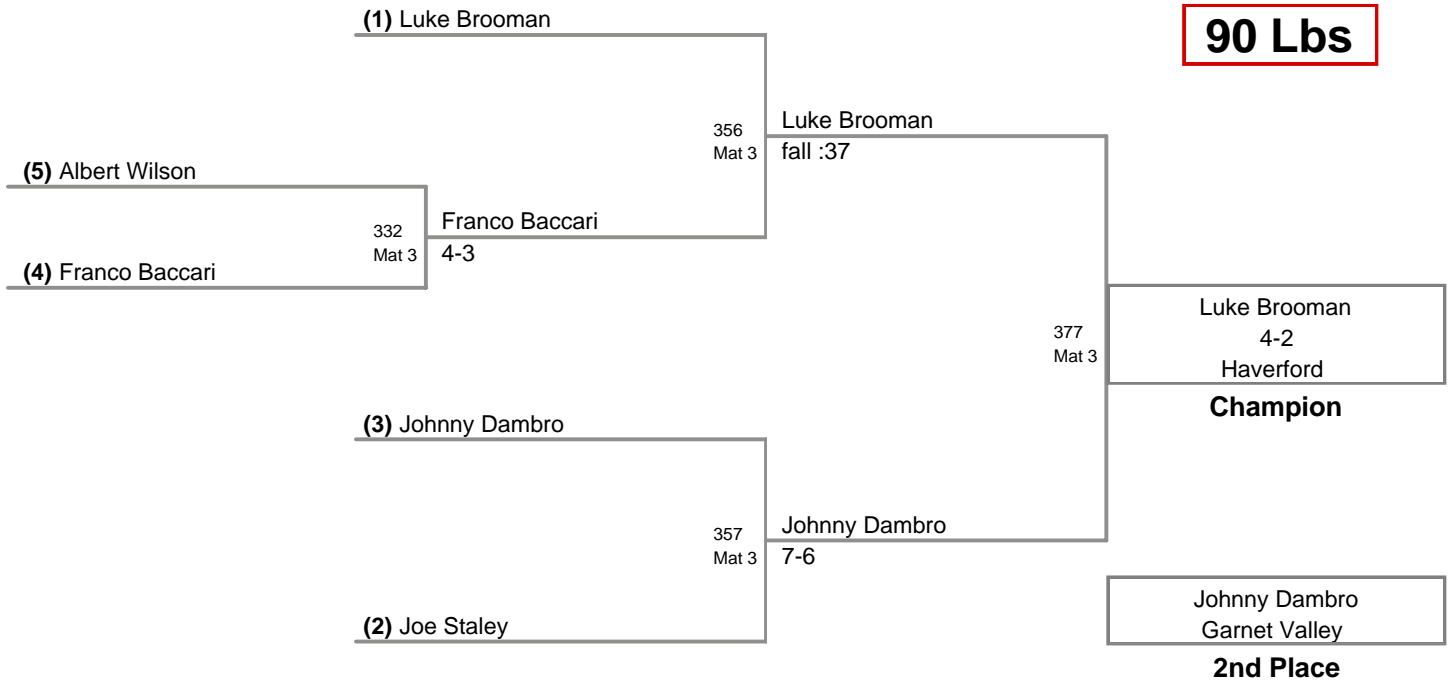 (1) Luke Brooman
90 Lbs
356
Mat 3
Luke Brooman
fall :37
(5) Albert Wilson
332
Mat 3
Franco Baccari
4-3
(4) Franco Baccari
377
Mat 3
Luke Brooman
4-2
Haverford
Champion
(3) Johnny Dambro
357
Mat 3
Johnny Dambro
7-6
(2) Joe Staley
Johnny Dambro
Garnet Valley
2nd Place